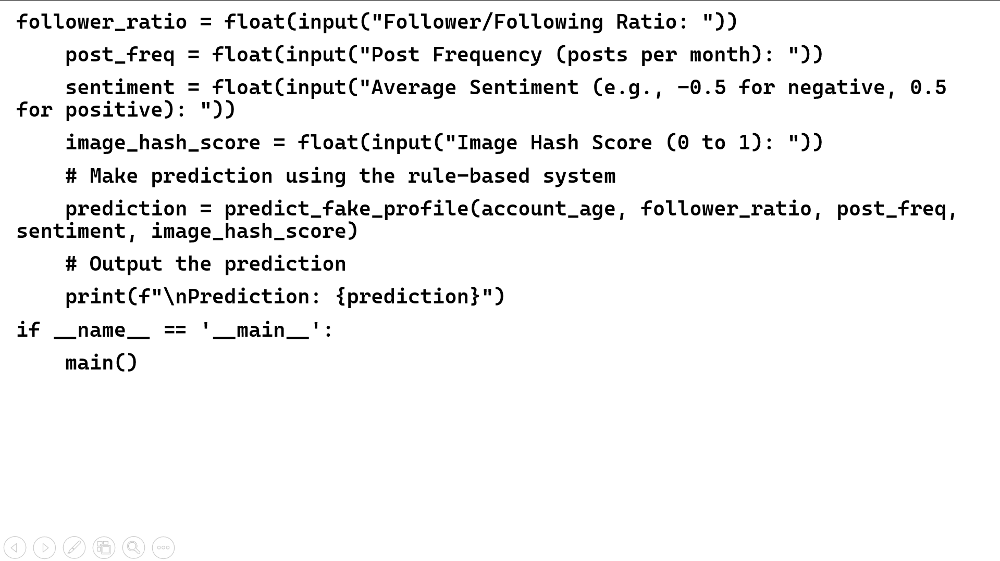 follower_ratio = float(input("Follower/Following Ratio: "))
    post_freq = float(input("Post Frequency (posts per month): "))
    sentiment = float(input("Average Sentiment (e.g., -0.5 for negative, 0.5
for positive): "))
    image_hash_score = float(input("Image Hash Score (0 to 1): "))
    # Make prediction using the rule-based system
    prediction = predict_fake_profile(account_age, follower_ratio, post_freq,
sentiment, image_hash_score)
    # Output the prediction
    print(f"\nPrediction: {prediction}")
if __name__ == '__main__':
    main()